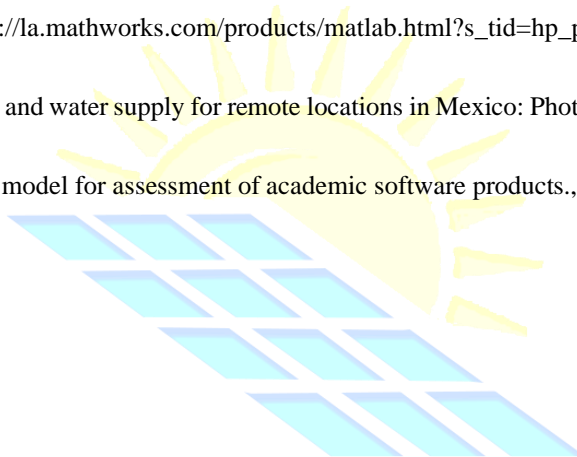 ://la.mathworks.com/products/matlab.html?s_tid=hp_p
and water supply for remote locations in Mexico: Phot
model for assessment of academic software products.,